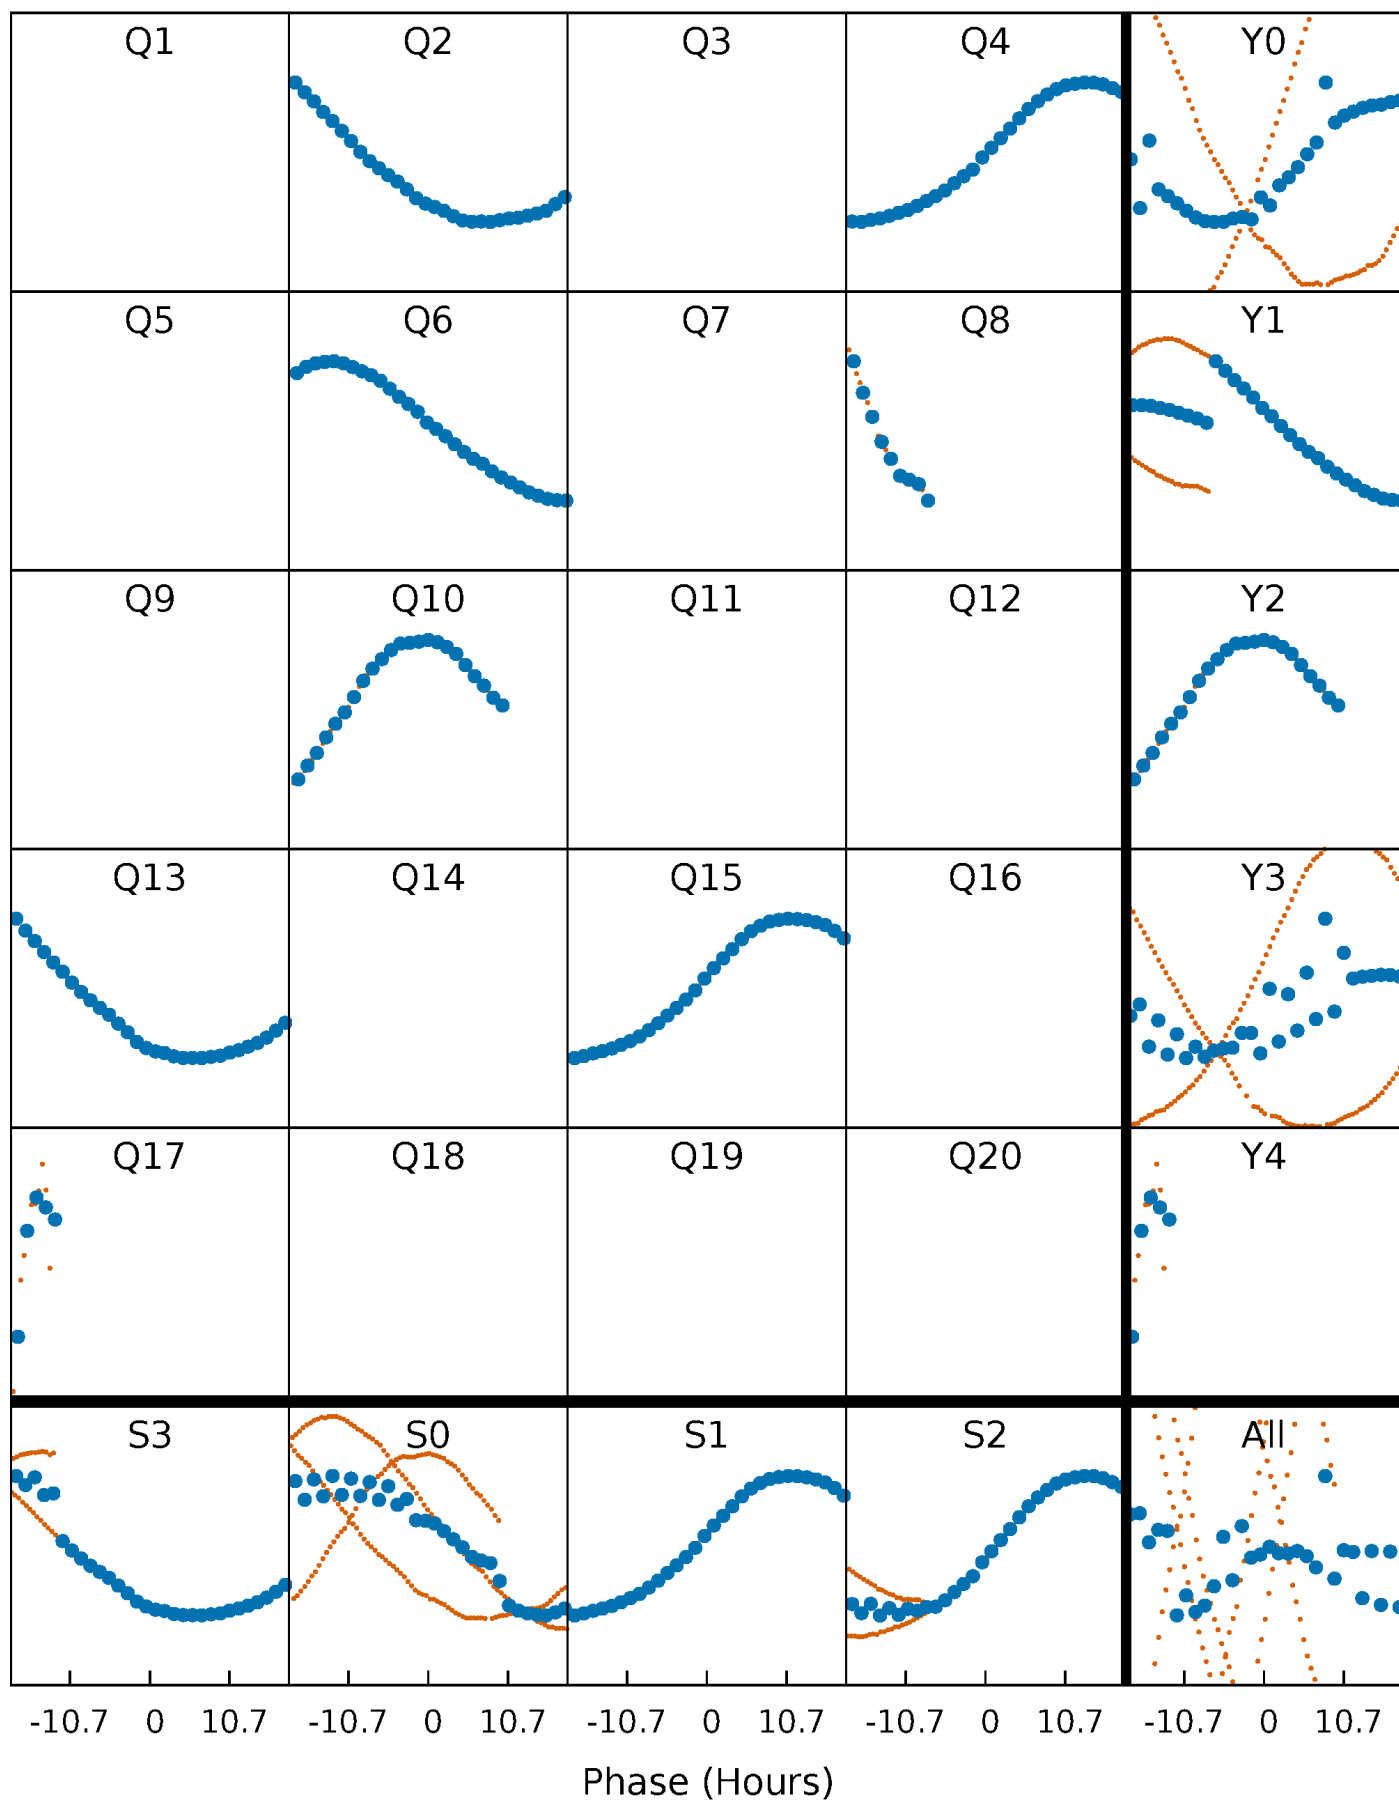 Q1 Q2 Q3 Q4 Y0
Q5 Q6 Q7 Q8 Y1
Q9 Q10 Q11 Q12 Y2
Q13 Q14 Q15 Q16 Y3
Q17 Q18 Q19 Q20 Y4
S3 S0 S1 S2 All
-10.7 0 10.7 -10.7 0 10.7 -10.7 0 10.7 -10.7 0 10.7 -10.7 0 10.7
Phase (Hours)